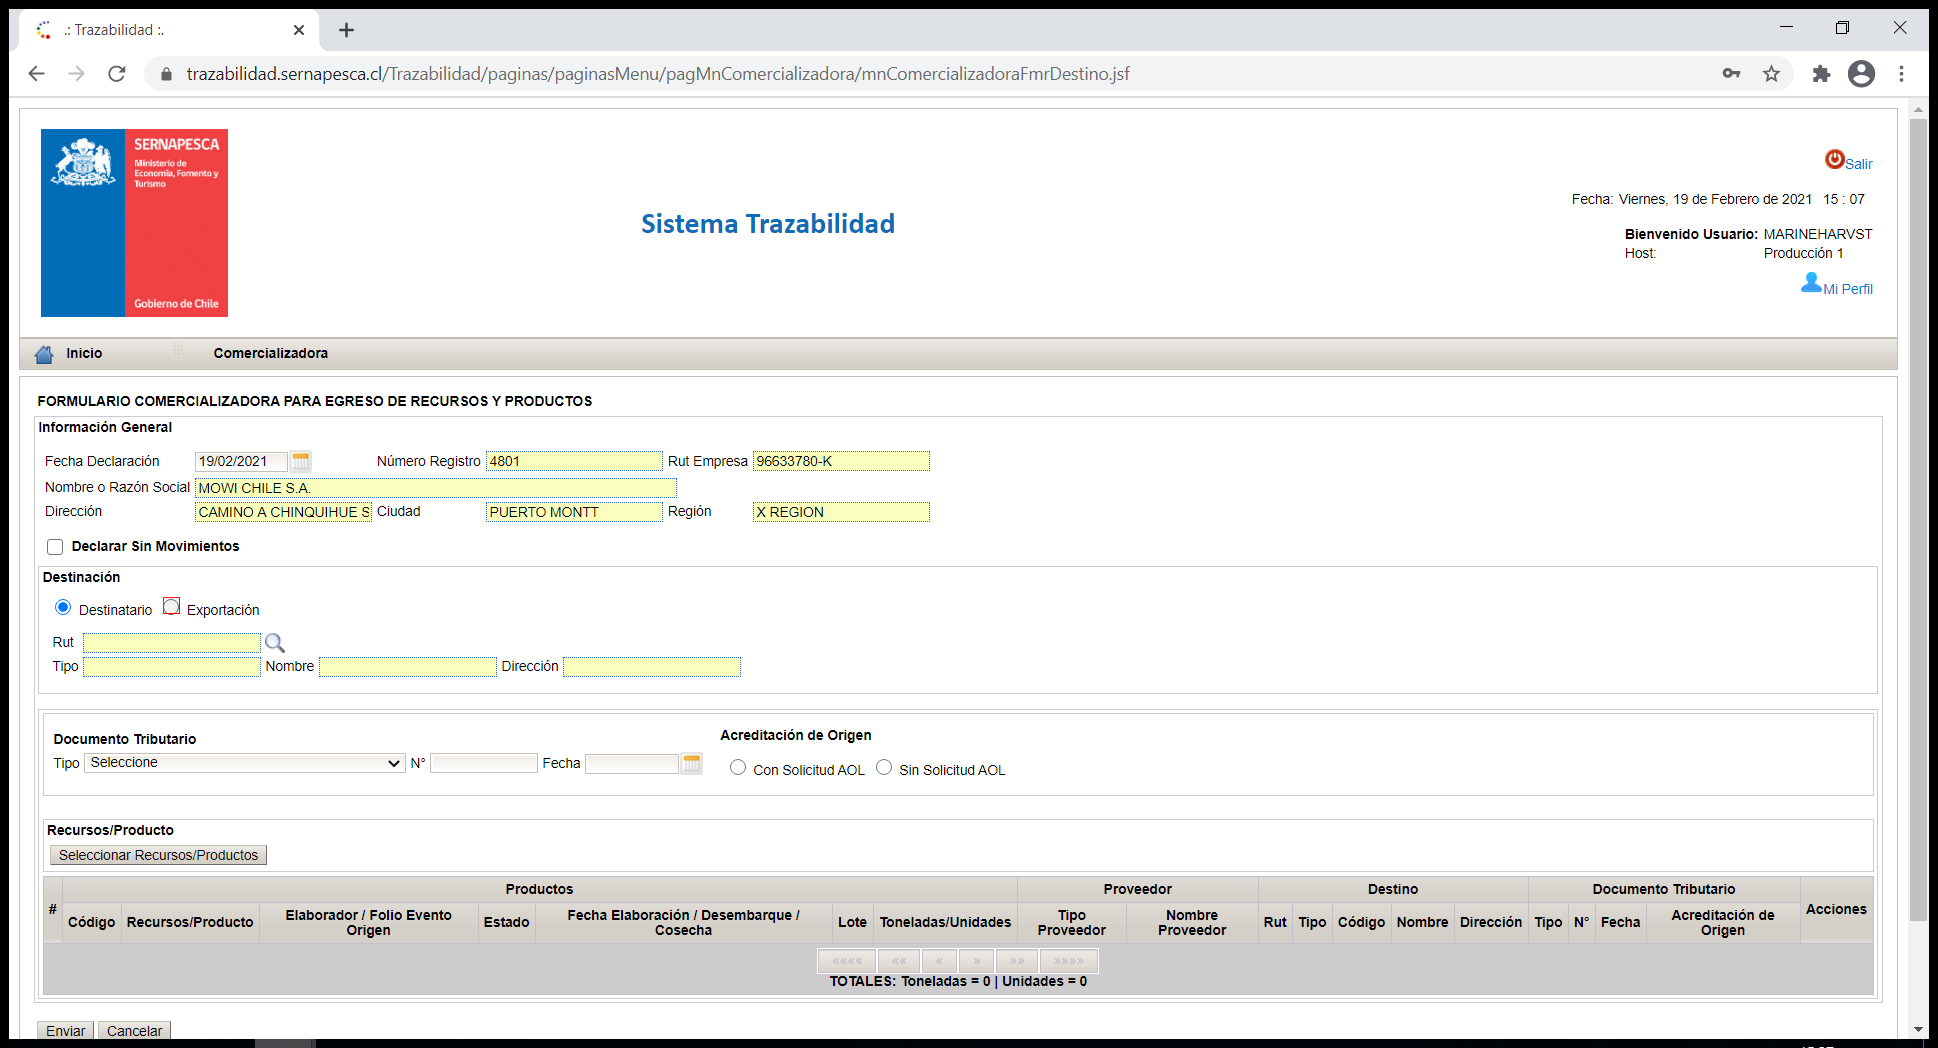 .: Trazabilidad :.
trazabilidad.sernapesca.cl/Trazabilidad/paginas/paginasMenu/pagMnComercializadora/mnComercializadoraFmrDestino.jsf
SERNAPESCA
Ministerio de
Economía, Fomento y
Turismo
Gobierno de Chile
Sistema Trazabilidad
Salir
Fecha: Viernes, 19 de Febrero de 2021 15 : 07
Bienvenido Usuario: MARINEHARVST
Host: Producción 1
Mi Perfil
Inicio Comercializadora
FORMULARIO COMERCIALIZADORA PARA EGRESO DE RECURSOS Y PRODUCTOS
Información General
Fecha Declaración 19/02/2021 Número Registro 4801 Rut Empresa 96633780-K
Nombre o Razón Social MOWI CHILE S.A.
Dirección CAMINO A CHINQUIHUE S Ciudad PUERTO MONTT Región X REGION
Declarar Sin Movimientos
Destinación
Destinatario Exportación
Rut
Tipo Nombre Dirección
Documento Tributario Acreditación de Origen
Tipo Seleccione N° Fecha Con Solicitud AOL Sin Solicitud AOL
Recursos/Producto
Seleccionar Recursos/Productos
# Productos Proveedor Destino Documento Tributario Acciones
Código Recursos/Producto Elaborador / Folio Evento Origen Estado Fecha Elaboración / Desembarque / Cosecha Lote Toneladas/Unidades Tipo Proveedor Nombre Proveedor Rut Tipo Código Nombre Dirección Tipo N° Fecha Acreditación de Origen
«««« «« « » »» »»»»
TOTALES: Toneladas = 0 | Unidades = 0
Enviar Cancelar